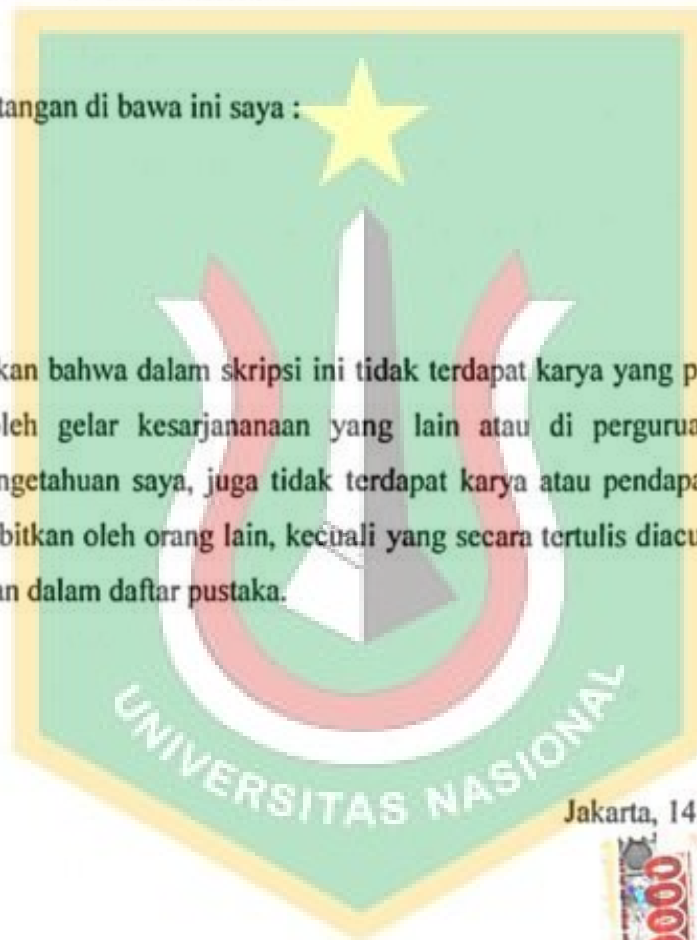 tangan di bawa ini saya :
kan bahwa dalam skripsi ini tidak terdapat karya yang p
leh gelar kesarjananaan yang lain atau di pergurua
ngetahuan saya, juga tidak terdapat karya atau pendapa
bitkan oleh orang lain, kecuali yang secara tertulis diacu
an dalam daftar pustaka.
UNIVERSITAS NASIONAL
Jakarta, 14
000